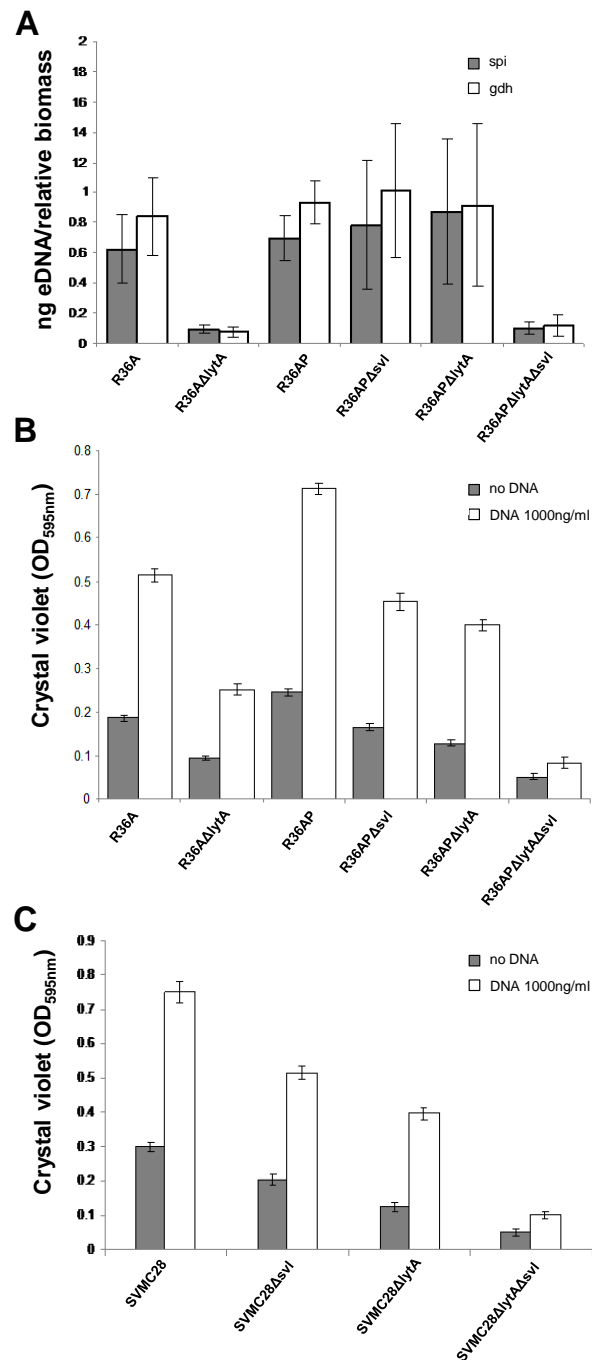 A
ng eDNA/relative biomass
2
18
16
14
12
1
0.8
0.6
0.4
02
0
spi
gdh
R36A
R36AΔlytA
R36AP
R36APΔsvl
R36APΔlytA
R36APΔlytAΔsvl
B
Crystal violet (OD595nm)
0.8
0.7
0.6
0.5
0.4
0.3
0.2
0.1
0
no DNA
DNA 1000ng/ml
R36A
R36AΔlytA
R36AP
R36APΔsvl
R36APΔlytA
R36APΔlytAΔsvl
C
Crystal violet (OD595nm)
0.9
0.8
0.7
0.6
0.5
0.4
0.3
0.2
0.1
0
no DNA
DNA 1000ng/ml
SVMC28
SVMC28Δsvl
SVMC28ΔlytA
SVMC28ΔlytAΔsvl